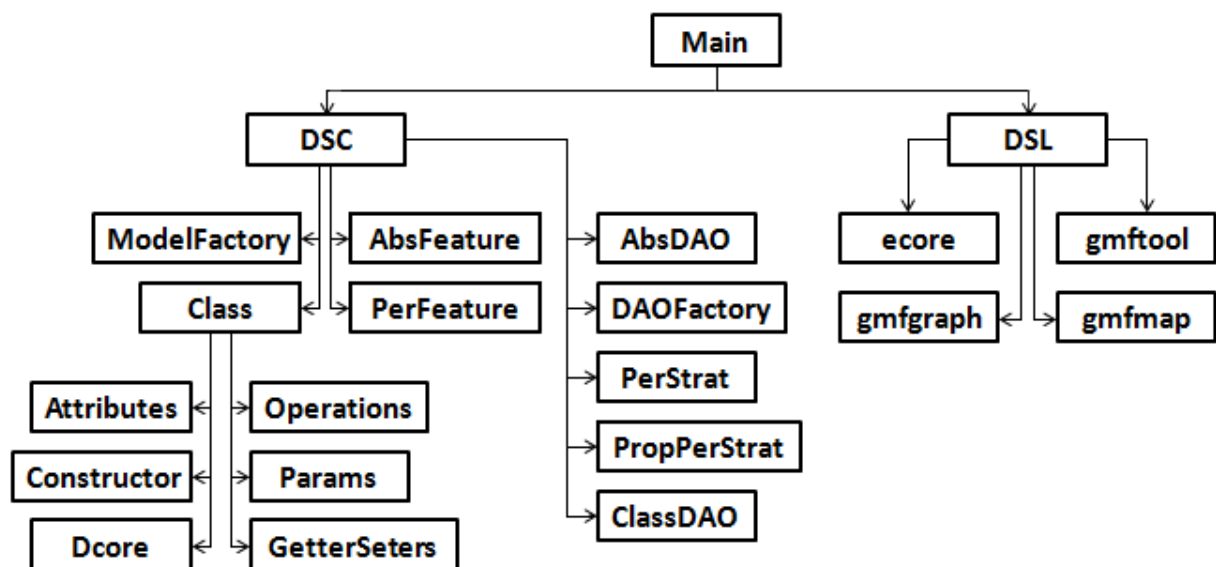 Main
DSC
DSL
ModelFactory
AbsFeature
AbsDAO
ecore
gmftool
Class
PerFeature
DAOFactory
gmfgraph
gmfmap
PerStrat
Attributes
Operations
PropPerStrat
Constructor
Params
ClassDAO
Dcore
GetterSeters